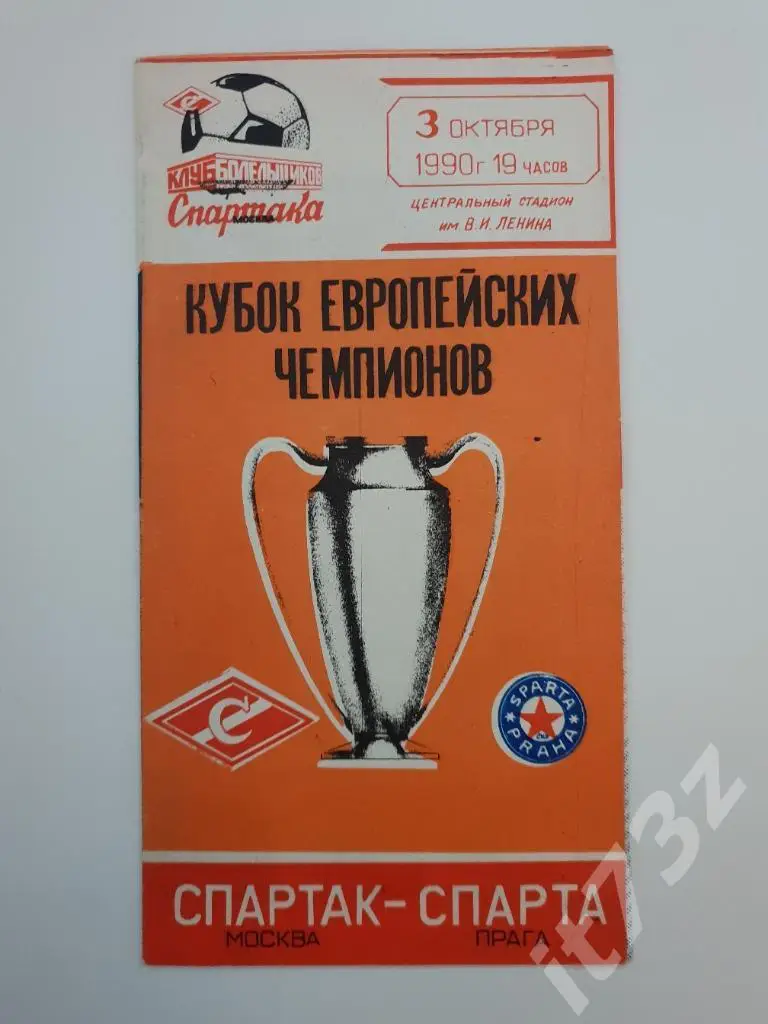 КЛУБ БОЛЕЛЬЩИКОВ
Спартака
МОСКВА
3 ОКТЯБРЯ
1990г 19 ЧАСОВ
ЦЕНТРАЛЬНЫЙ СТАДИОН
ИМ. В.И. ЛЕНИНА
КУБОК ЕВРОПЕЙСКИХ
ЧЕМПИОНОВ
С
SPARTA
PRAHA
СПАРТАК-СПАРТА
МОСКВА ПРАГА
it73z